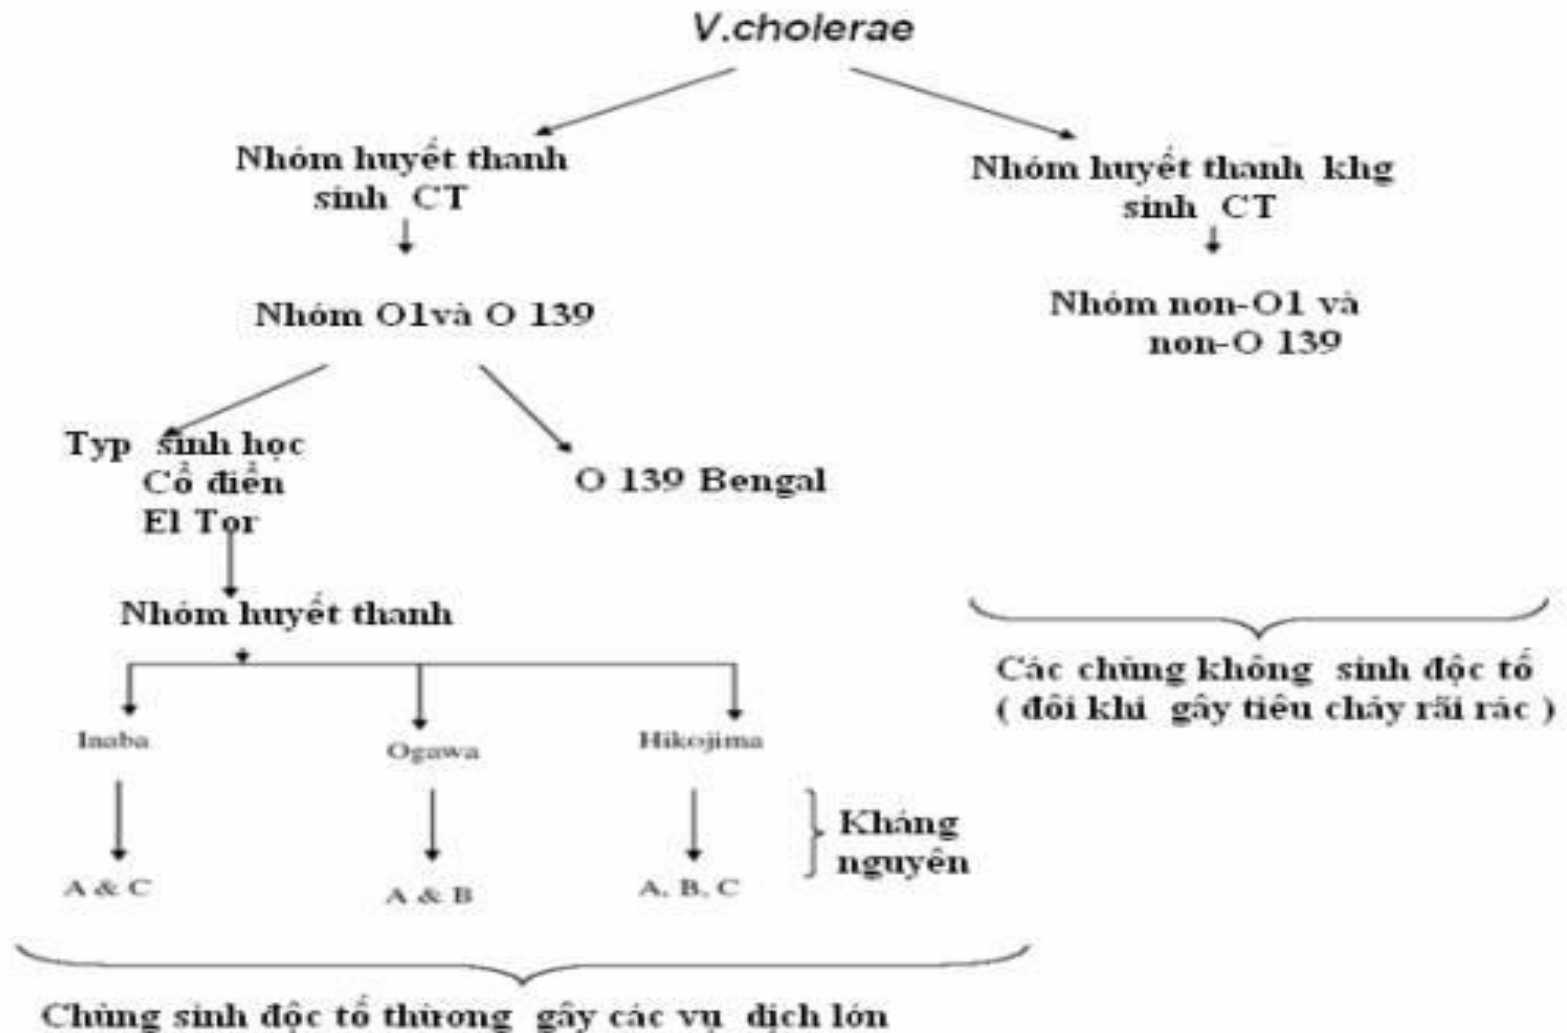 V.cholerae
Nhóm huyết thanh
sinh CT
Nhóm huyết thanh khg
sinh CT
Nhóm O1và O 139
Nhóm non-O1 và
non-O 139
Typ sinh học
Cổ điển
El Tor
O 139 Bengal
Nhóm huyết thanh
Inaba
Ogawa
Hikojima
A & C
A & B
A, B, C
Kháng
nguyên
Các chủng không sinh độc tố
( đôi khi gây tiêu chảy rãi rác )
Chủng sinh độc tố thừơng gây các vụ dịch lớn